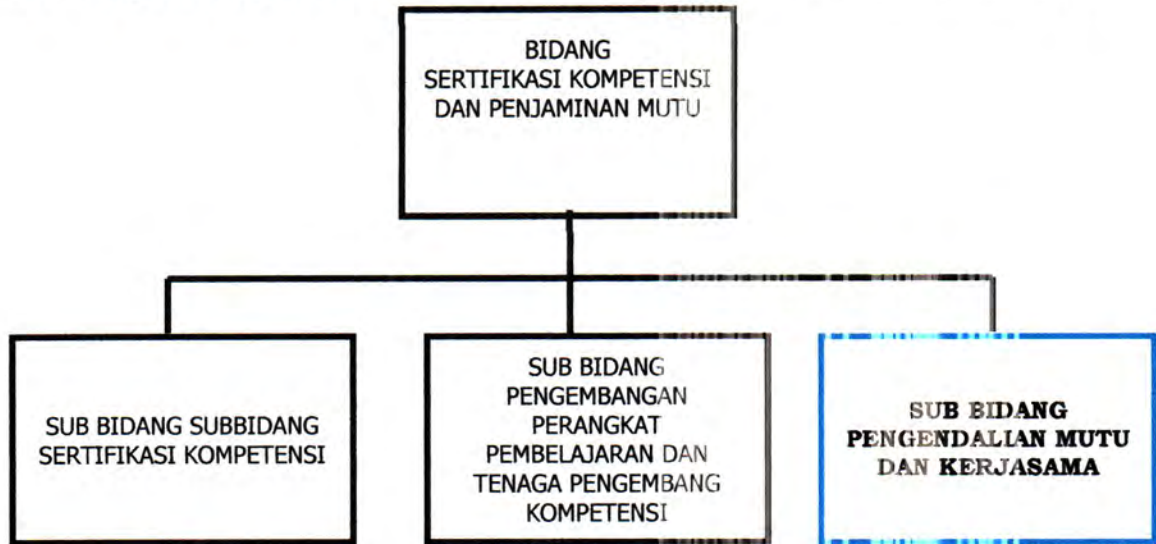 BIDANG
SERTIFIKASI KOMPETENSI
DAN PENJAMINAN MUTU
SUB BIDANG SUBBIDANG
SERTIFIKASI KOMPETENSI
SUB BIDANG
PENGEMBANGAN
PERANGKAT
PEMBELAJARAN DAN
TENAGA PENGEMBANG
KOMPETENSI
SUB BIDANG
PENGENDALIAN MUTU
DAN KERJASAMA